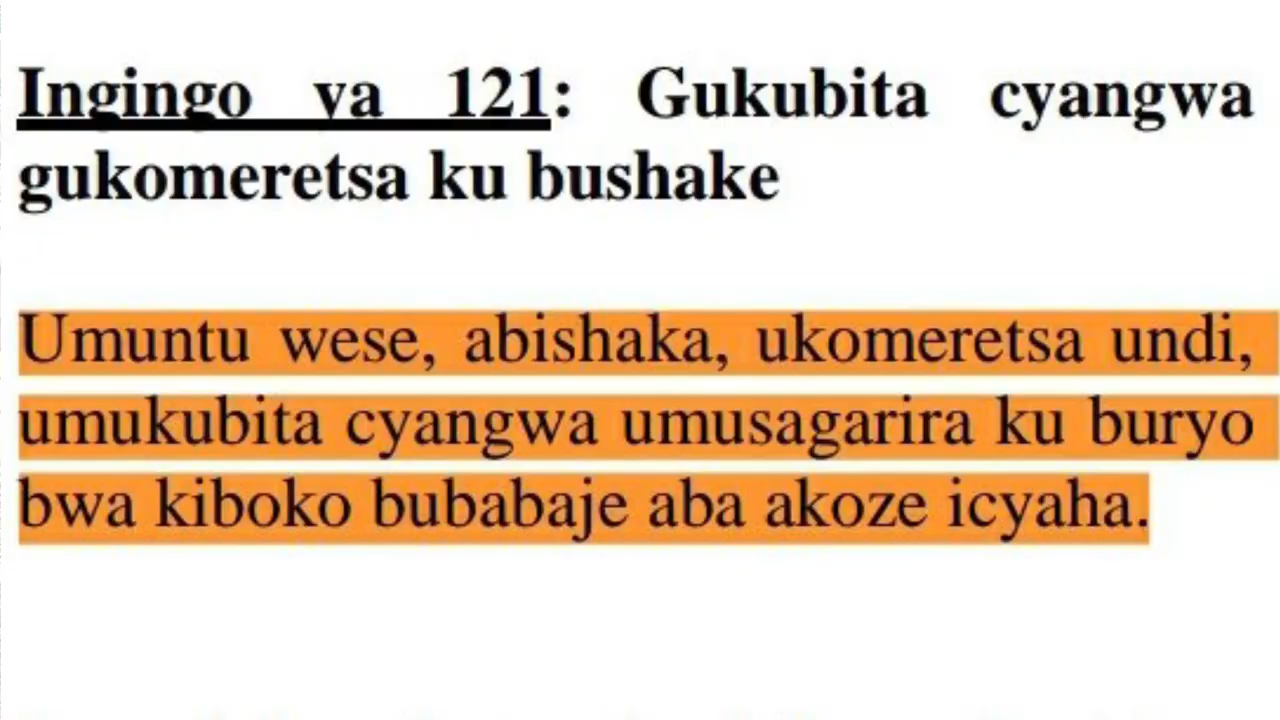 Ingingo ya 121: Gukubita cyangwa
gukomeretsa ku bushake
Umuntu wese, abishaka, ukomeretsa undi,
umukubita cyangwa umusagarira ku buryo
bwa kiboko bubabaje aba akoze icyaha.